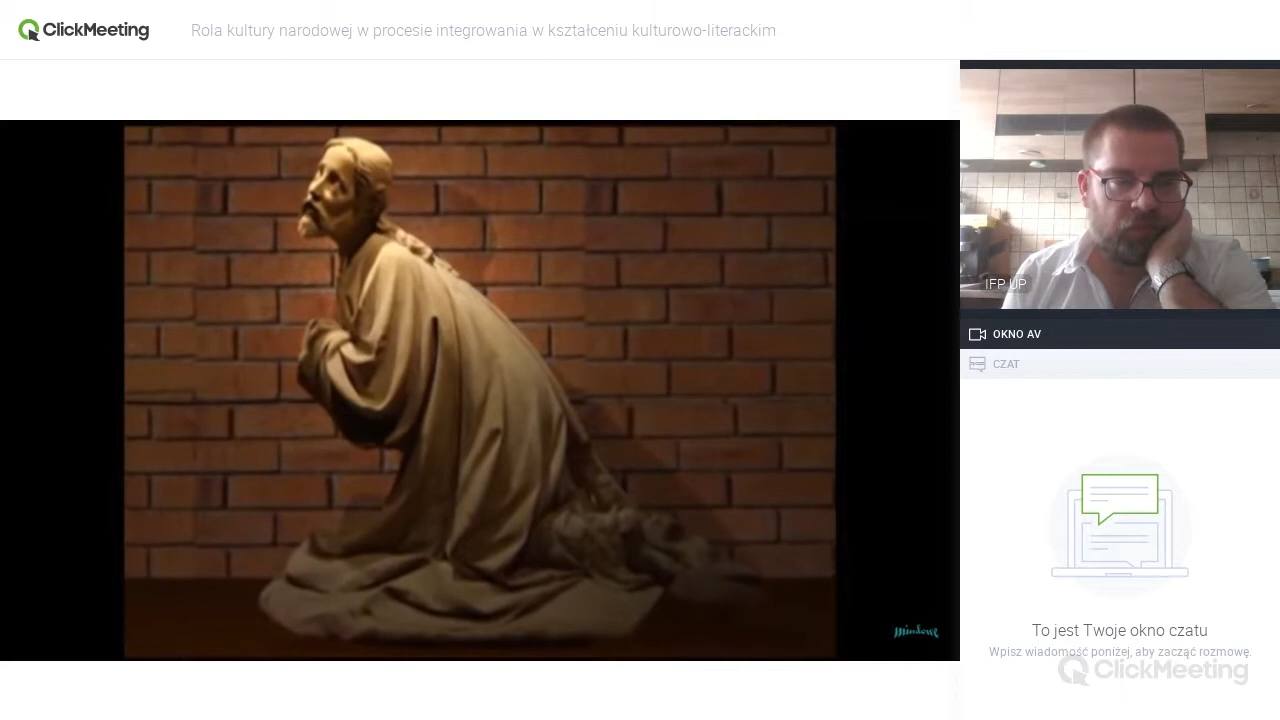 ClickMeeting
Rola kultury narodowej w procesie integrowania w kształceniu kulturowo-literackim
IFP UP
OKNO AV
CZAT
mindowe
To jest Twoje okno czatu
Wpisz wiadomość poniżej, aby zacząć rozmowę.
ClickMeeting